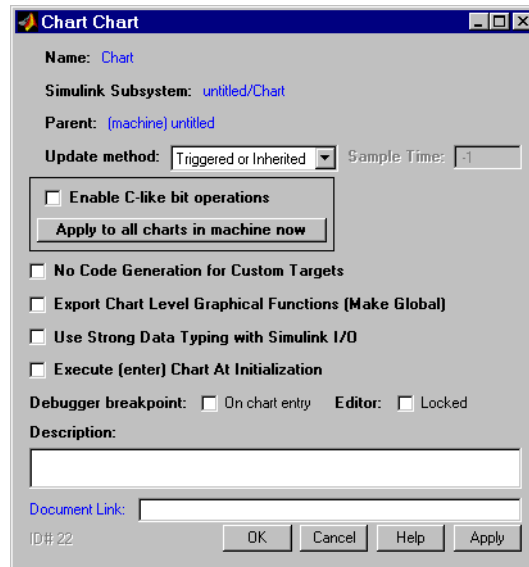 Chart Chart
Name: Chart
Simulink Subsystem: untitled/Chart
Parent: (machine) untitled
Update method: Triggered or Inherited Sample Time: -1
Enable C-like bit operations
Apply to all charts in machine now
No Code Generation for Custom Targets
Export Chart Level Graphical Functions (Make Global)
Use Strong Data Typing with Simulink I/O
Execute (enter) Chart At Initialization
Debugger breakpoint: On chart entry Editor: Locked
Description:
Document Link:
ID# 22 OK Cancel Help Apply